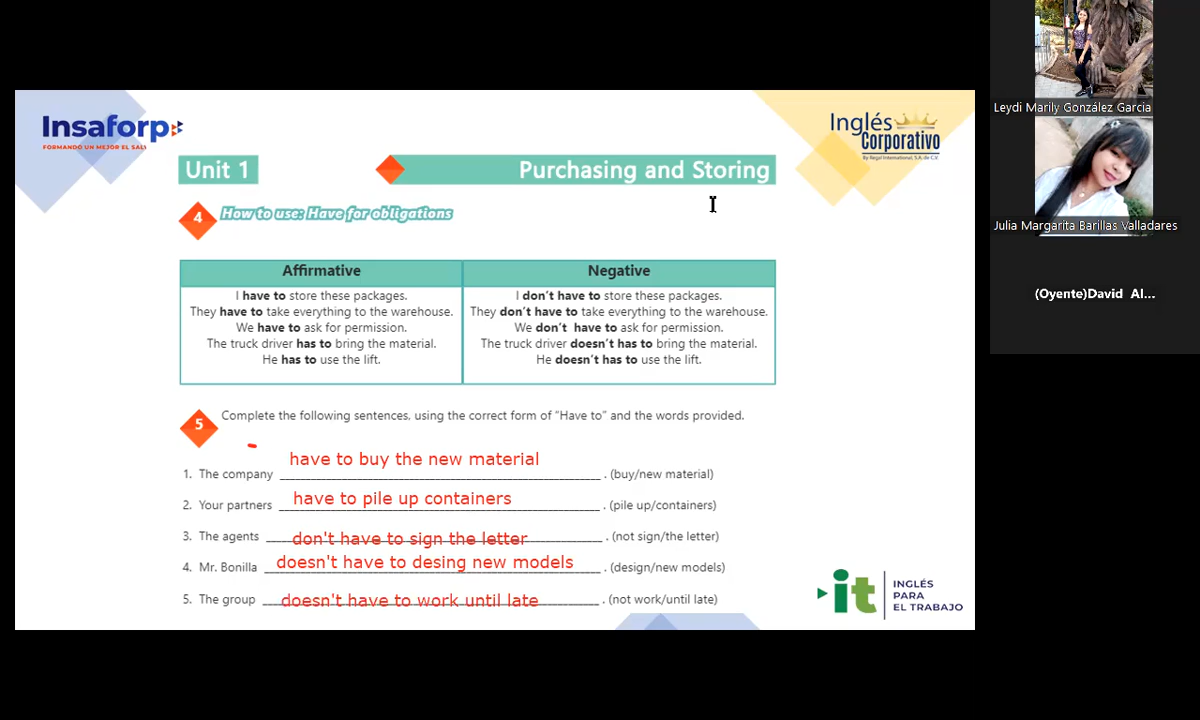 Insaforp
FORMANDO UN MEJOR EL SAL
Inglés
Corporativo
By Regal International, S.A. de C.V.
Unit 1
Purchasing and Storing
4
How to use: Have for obligations
Affirmative
I have to store these packages.
They have to take everything to the warehouse.
We have to ask for permission.
The truck driver has to bring the material.
He has to use the lift.
Negative
I don't have to store these packages.
They don't have to take everything to the warehouse.
We don't have to ask for permission.
The truck driver doesn't has to bring the material.
He doesn't has to use the lift.
5
Complete the following sentences, using the correct form of "Have to" and the words provided.
1. The company have to buy the new material . (buy/new material)
2. Your partners have to pile up containers . (pile up/containers)
3. The agents don't have to sign the letter . (not sign/the letter)
4. Mr. Bonilla doesn't have to desing new models . (design/new models)
5. The group doesn't have to work until late . (not work/until late)
it
INGLÉS
PARA
EL TRABAJO
Leydi Marily González Garcia
Julia Margarita Barillas Valladares
(Oyente)David Al...